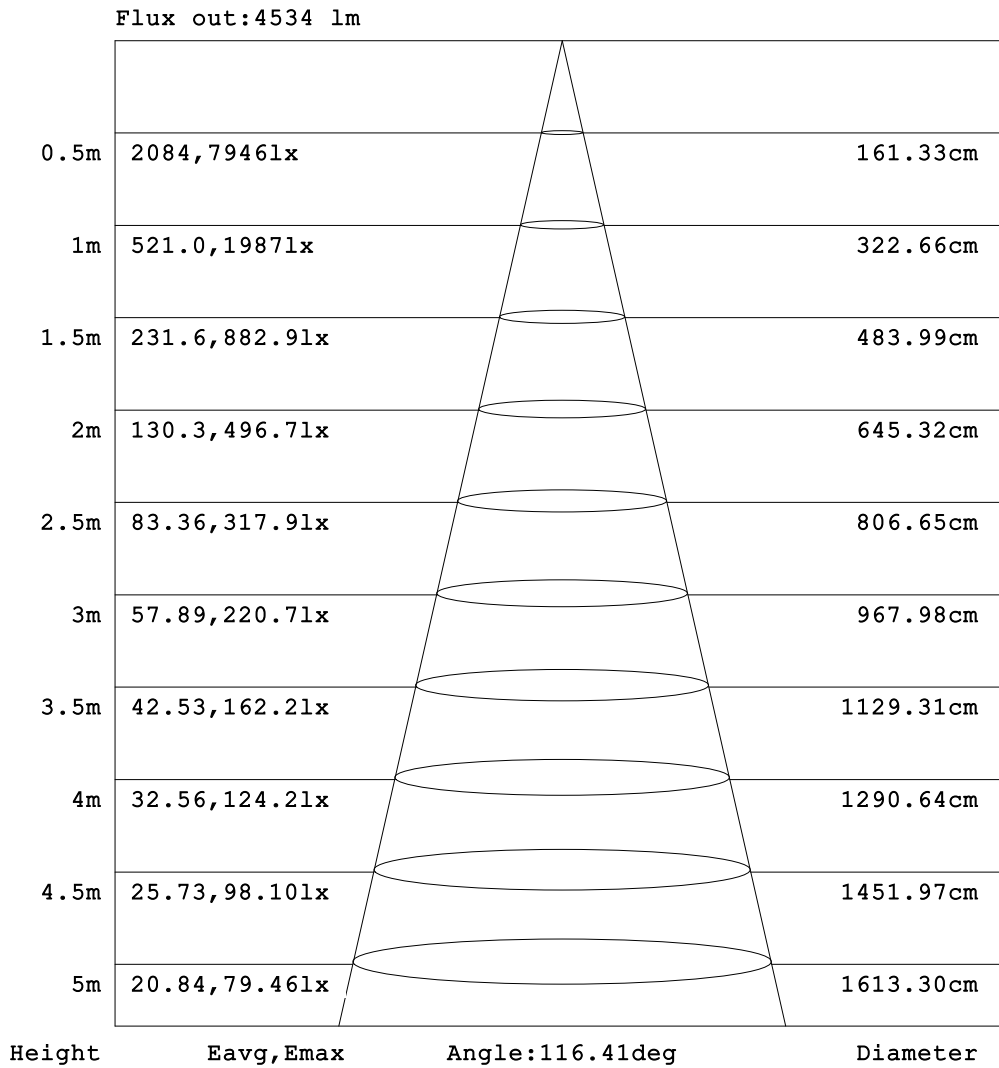 Flux out:4534 lm
0.5m 2084,7946lx 161.33cm
1m 521.0,1987lx 322.66cm
1.5m 231.6,882.9lx 483.99cm
2m 130.3,496.7lx 645.32cm
2.5m 83.36,317.9lx 806.65cm
3m 57.89,220.7lx 967.98cm
3.5m 42.53,162.2lx 1129.31cm
4m 32.56,124.2lx 1290.64cm
4.5m 25.73,98.10lx 1451.97cm
5m 20.84,79.46lx 1613.30cm
Height Eavg,Emax Angle:116.41deg Diameter